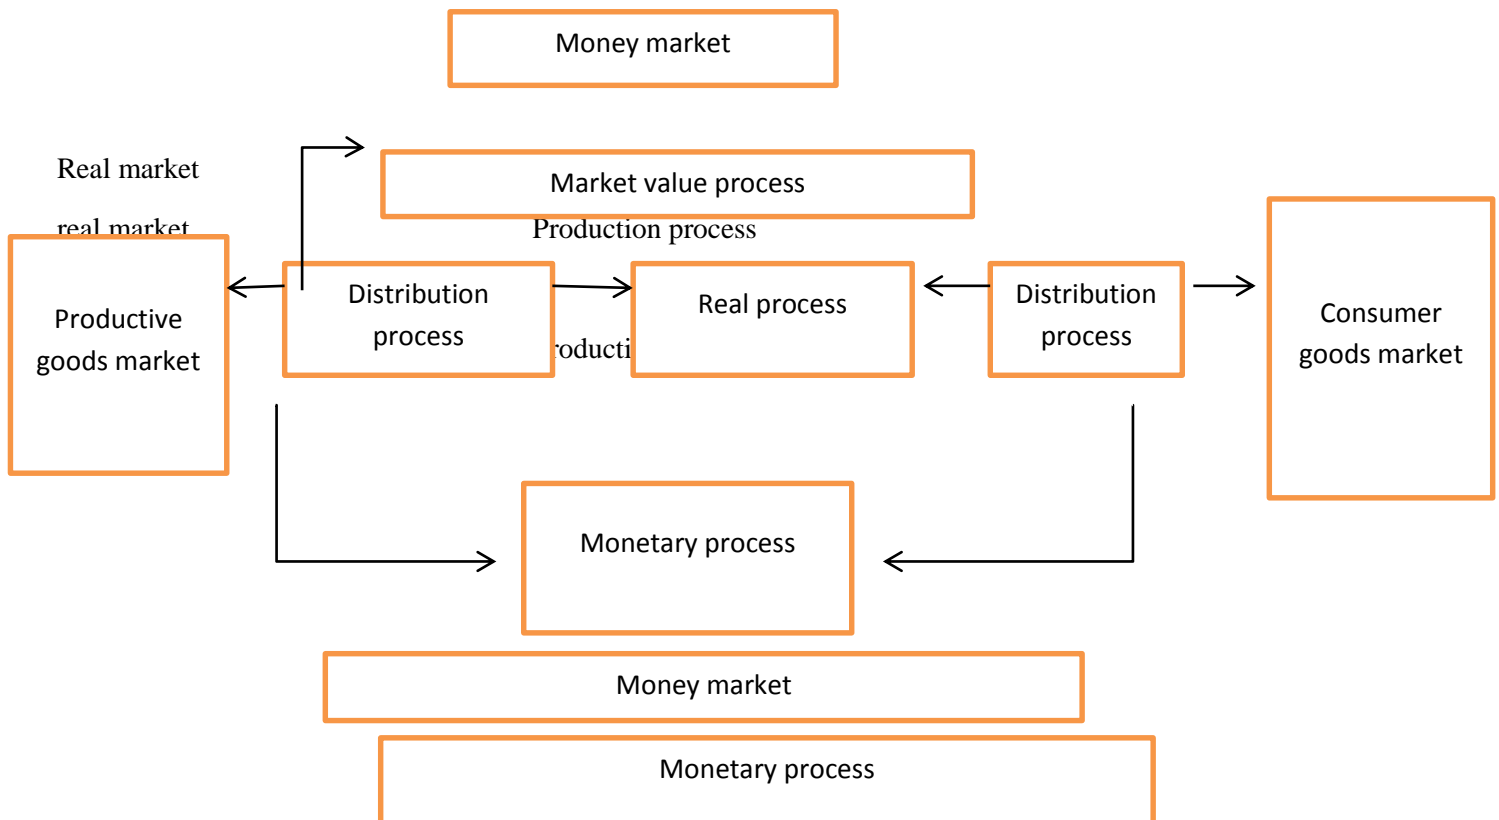 Money market
Real market
Market value process
real market
Production process
Productive
goods market
Distribution
process
Real process
Distribution
process
Consumer
goods market
Monetary process
Money market
Monetary process